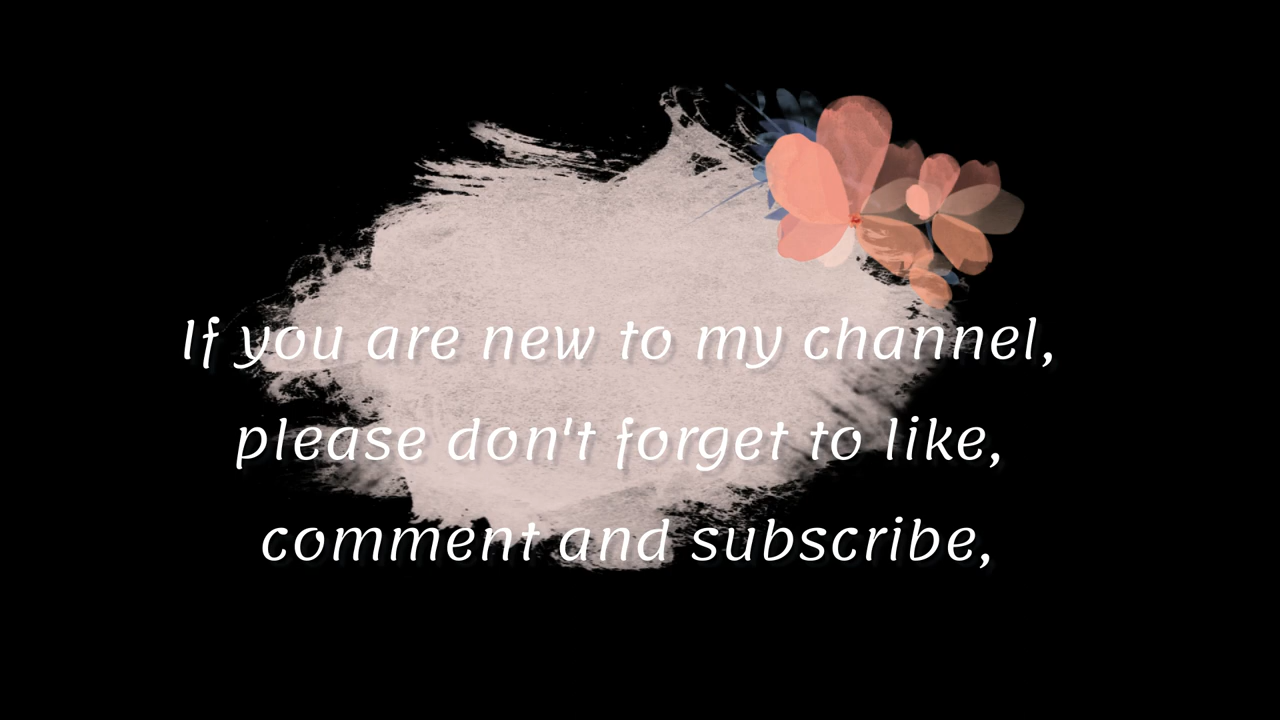 If you are new to my channel,
please don't forget to like,
comment and subscribe,